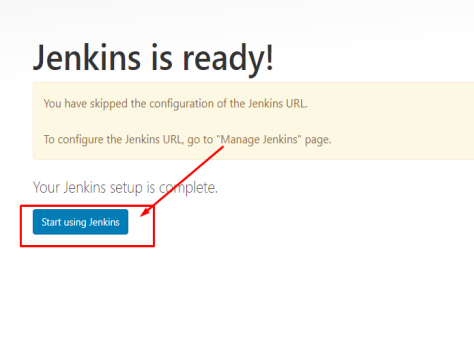 Jenkins is ready!
You have skipped the configuration of the Jenkins URL.
To configure the Jenkins URL, go to "Manage Jenkins" page.
Your Jenkins setup is complete.
Start using Jenkins